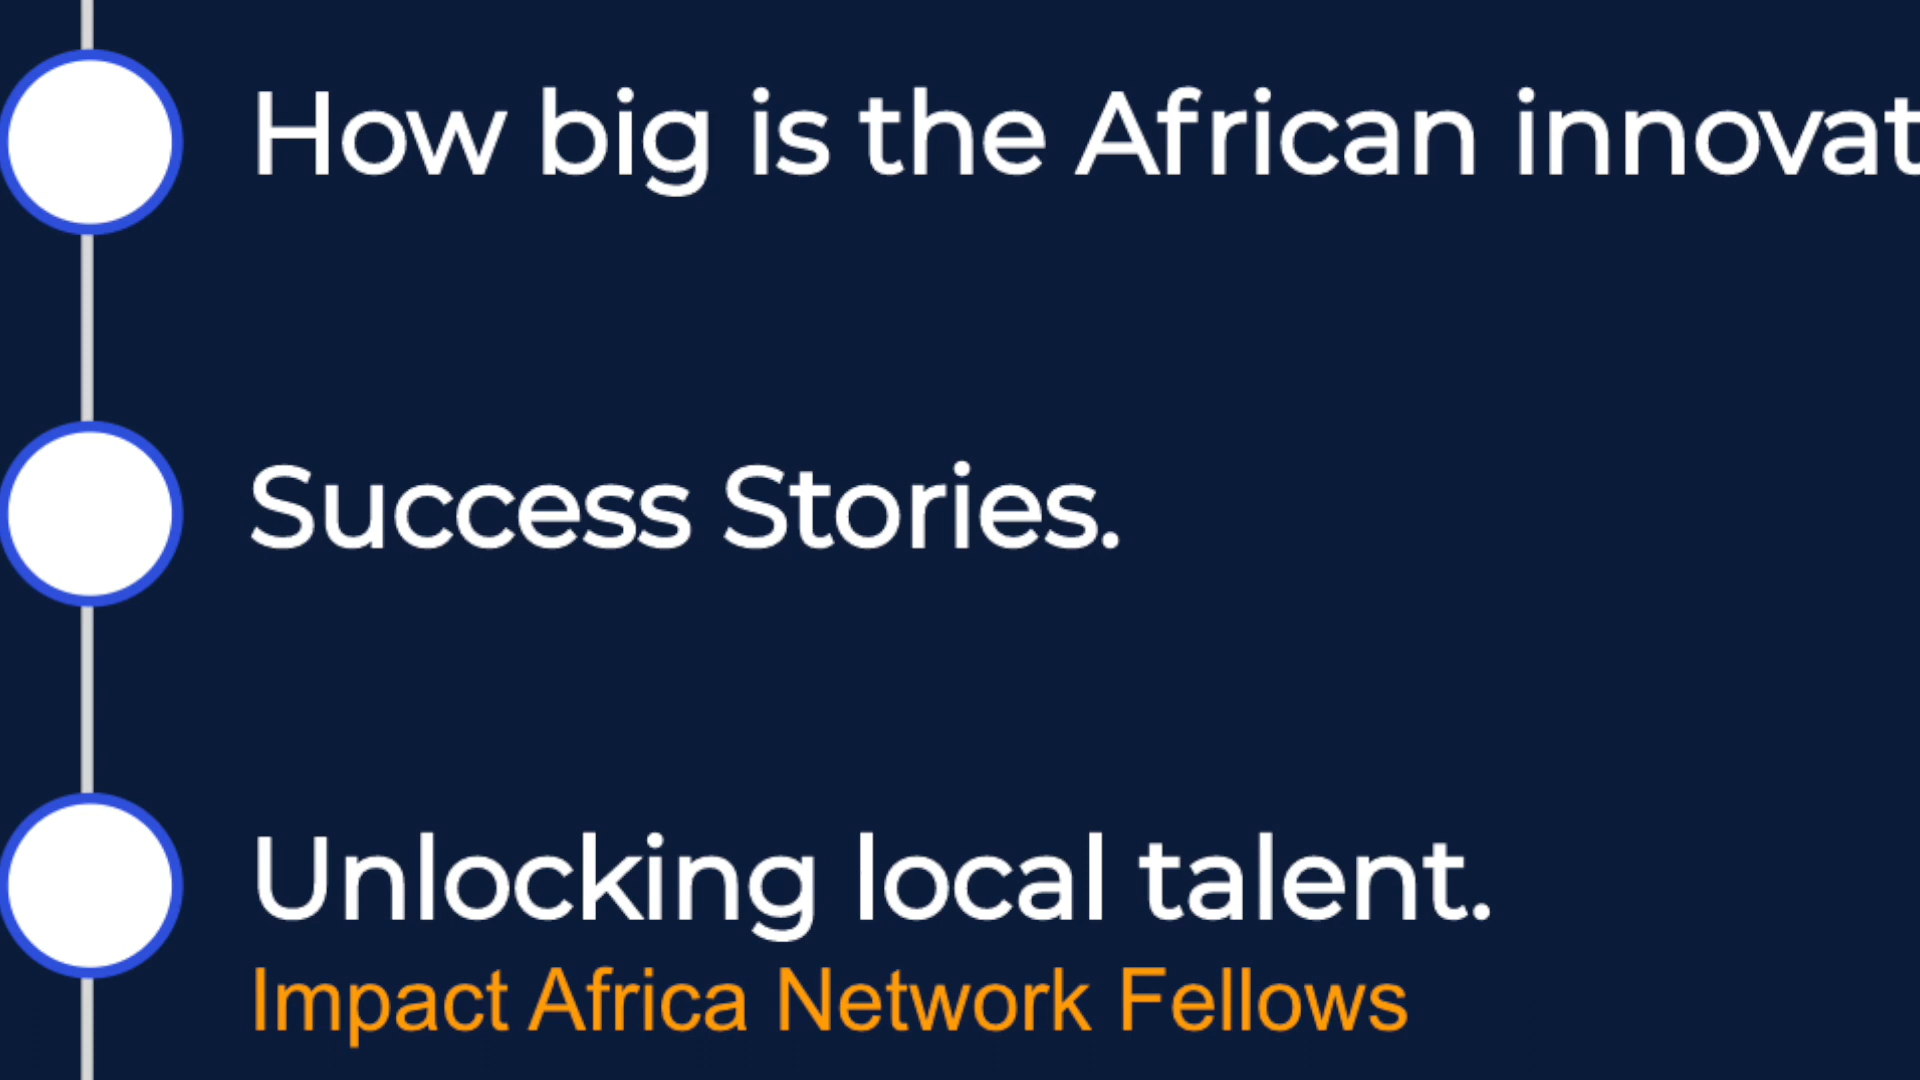 How big is the African innovat
Success Stories.
Unlocking local talent.
Impact Africa Network Fellows